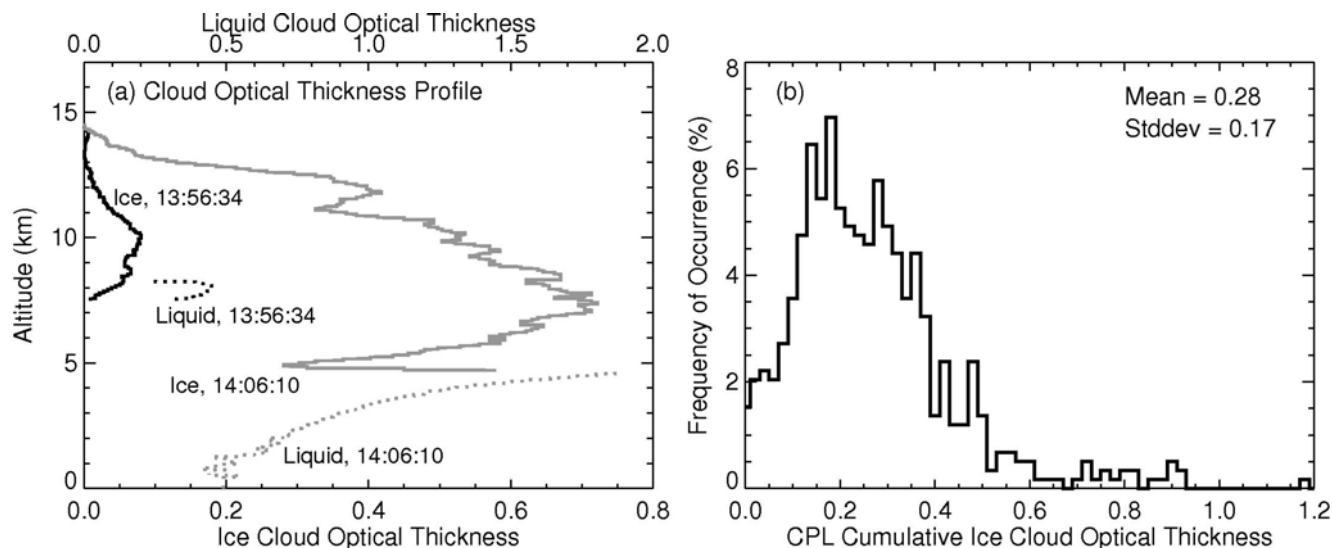 Liquid Cloud Optical Thickness
0.0 0.5 1.0 1.5 2.0
(a) Cloud Optical Thickness Profile
15
10
5
0
Altitude (km)
Ice, 13:56:34
Liquid, 13:56:34
Ice, 14:06:10
Liquid, 14:06:10
0.0 0.2 0.4 0.6 0.8
Ice Cloud Optical Thickness
(b)
Mean = 0.28
Stddev = 0.17
8
6
4
2
0
Frequency of Occurrence (%)
0.0 0.2 0.4 0.6 0.8 1.0 1.2
CPL Cumulative Ice Cloud Optical Thickness